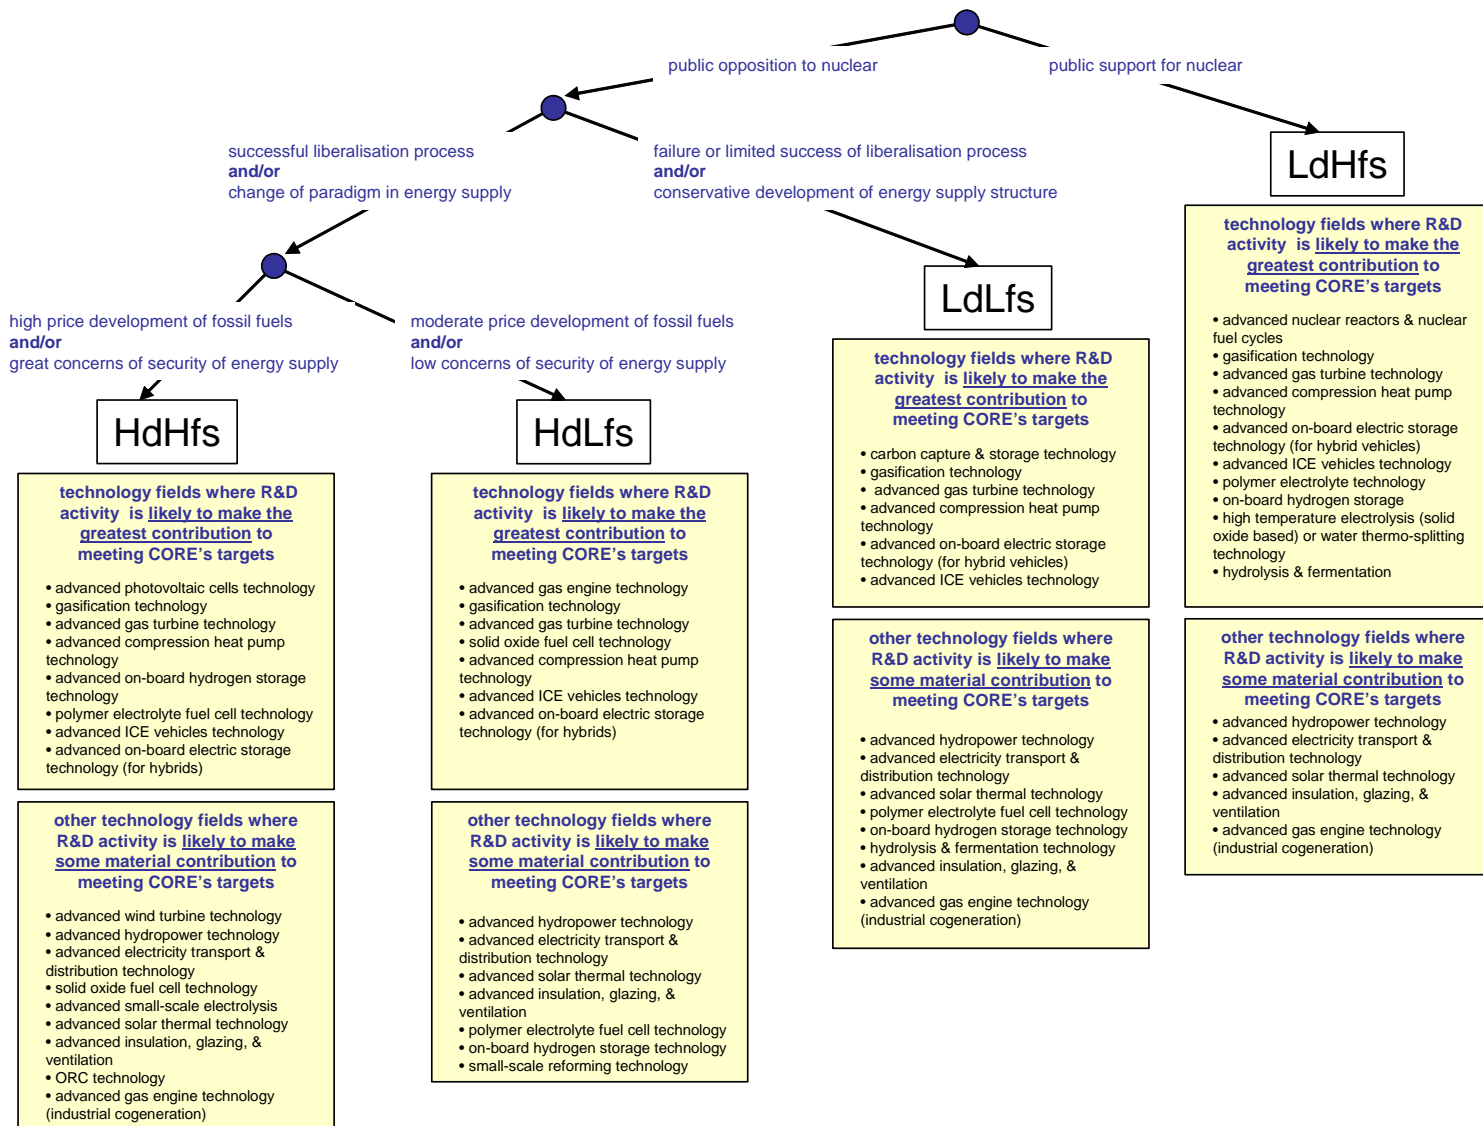 public opposition to nuclear
public support for nuclear
successful liberalisation process
and/or
change of paradigm in energy supply
failure or limited success of liberalisation process
and/or
conservative development of energy supply structure
high price development of fossil fuels
and/or
great concerns of security of energy supply
moderate price development of fossil fuels
and/or
low concerns of security of energy supply
HdHfs
technology fields where R&D
activity is likely to make the
greatest contribution to
meeting CORE's targets
• advanced photovoltaic cells technology
• gasification technology
• advanced gas turbine technology
• advanced compression heat pump
technology
• advanced on-board hydrogen storage
technology
• polymer electrolyte fuel cell technology
• advanced ICE vehicles technology
• advanced on-board electric storage
technology (for hybrids)
other technology fields where
R&D activity is likely to make
some material contribution to
meeting CORE's targets
• advanced wind turbine technology
• advanced hydropower technology
• advanced electricity transport &
distribution technology
• solid oxide fuel cell technology
• advanced small-scale electrolysis
• advanced solar thermal technology
• advanced insulation, glazing, &
ventilation
• ORC technology
• advanced gas engine technology
(industrial cogeneration)
HdLfs
technology fields where R&D
activity is likely to make the
greatest contribution to
meeting CORE's targets
• advanced gas engine technology
• gasification technology
• advanced gas turbine technology
• solid oxide fuel cell technology
• advanced compression heat pump
technology
• advanced ICE vehicles technology
• advanced on-board electric storage
technology (for hybrids)
other technology fields where
R&D activity is likely to make
some material contribution to
meeting CORE's targets
• advanced hydropower technology
• advanced electricity transport &
distribution technology
• advanced solar thermal technology
• advanced insulation, glazing, &
ventilation
• polymer electrolyte fuel cell technology
• on-board hydrogen storage technology
• small-scale reforming technology
LdLfs
technology fields where R&D
activity is likely to make the
greatest contribution to
meeting CORE's targets
• carbon capture & storage technology
• gasification technology
• advanced gas turbine technology
• advanced compression heat pump
technology
• advanced on-board electric storage
technology (for hybrid vehicles)
• advanced ICE vehicles technology
other technology fields where
R&D activity is likely to make
some material contribution to
meeting CORE's targets
• advanced hydropower technology
• advanced electricity transport &
distribution technology
• advanced solar thermal technology
• polymer electrolyte fuel cell technology
• on-board hydrogen storage technology
• hydrolysis & fermentation technology
• advanced insulation, glazing, &
ventilation
• advanced gas engine technology
(industrial cogeneration)
LdHfs
technology fields where R&D
activity is likely to make the
greatest contribution to
meeting CORE's targets
• advanced nuclear reactors & nuclear
fuel cycles
• gasification technology
• advanced gas turbine technology
• advanced compression heat pump
technology
• advanced on-board electric storage
technology (for hybrid vehicles)
• advanced ICE vehicles technology
• polymer electrolyte technology
• on-board hydrogen storage
• high temperature electrolysis (solid
oxide based) or water thermo-splitting
technology
• hydrolysis & fermentation
other technology fields where
R&D activity is likely to make
some material contribution to
meeting CORE's targets
• advanced hydropower technology
• advanced electricity transport &
distribution technology
• advanced solar thermal technology
• advanced insulation, glazing, &
ventilation
• advanced gas engine technology
(industrial cogeneration)